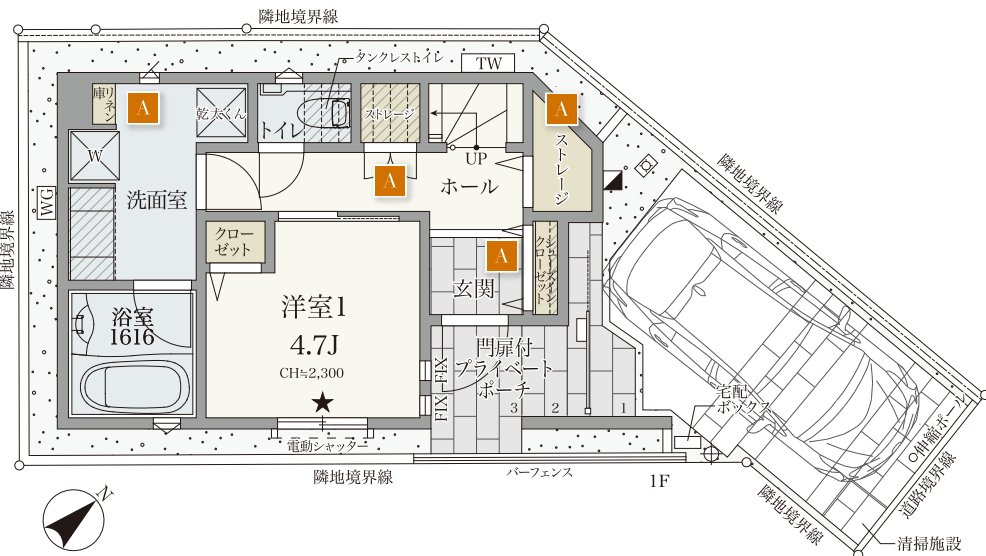 隣地境界線
タンクレストイレ
TW
リネン
庫
A
乾太くん
トイレ
ストレージ
A
ストレージ
W
A
UP
ホール
洗面室
WC
隣地境界線
隣地境界線
クロー
ゼット
A
玄関
シューズイン
クローゼット
浴室
1616
洋室1
4.7J
CH≒2,300
★
門扉付
プライベート
ポーチ
FIX
FIX
3
2
1
宅配
ボックス
伸縮ポール
道路境界線
電動シャッター
隣地境界線
バーフェンス
1F
隣地境界線
清掃施設
N